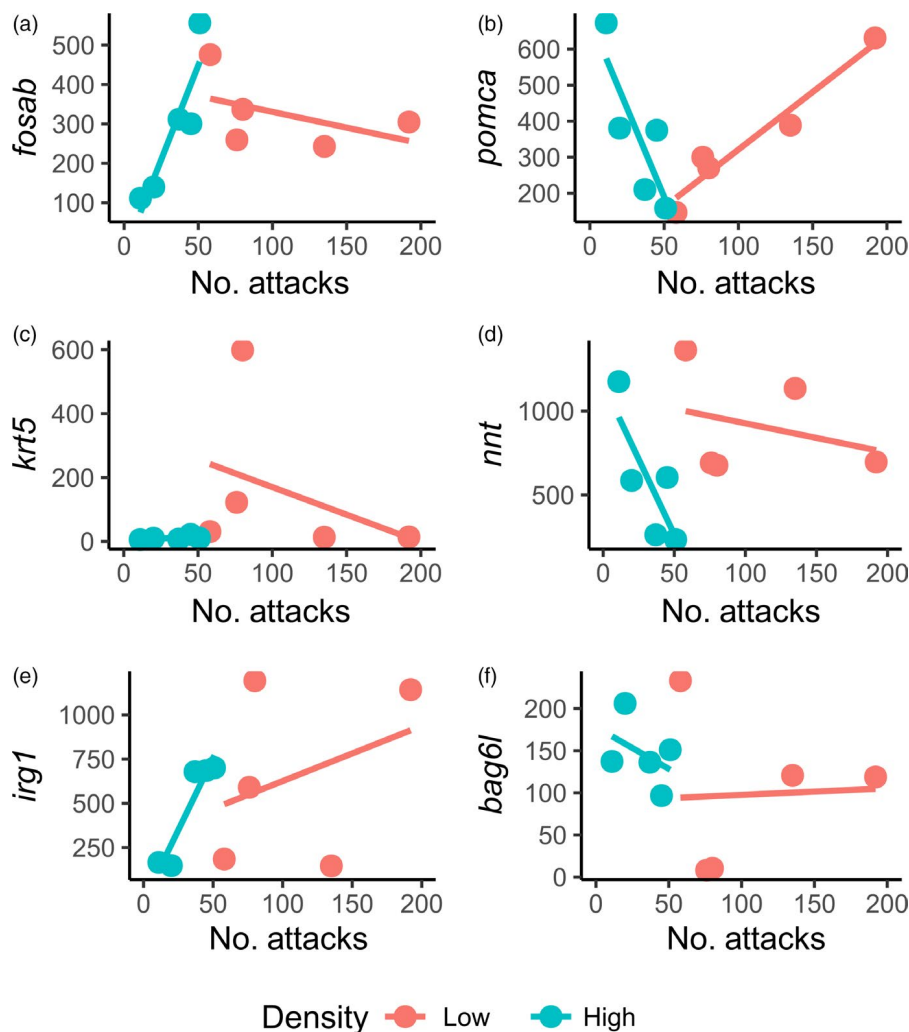 (a)
500
400
300
200
100
fosab
0 50 100 150 200
No. attacks
(b)
600
500
400
300
200
pomca
0 50 100 150 200
No. attacks
(c)
600
400
200
0
krt5
0 50 100 150 200
No. attacks
(d)
1000
500
nnt
0 50 100 150 200
No. attacks
(e)
1000
750
500
250
irg1
0 50 100 150 200
No. attacks
(f)
200
150
100
50
0
bag6l
0 50 100 150 200
No. attacks
Density Low High